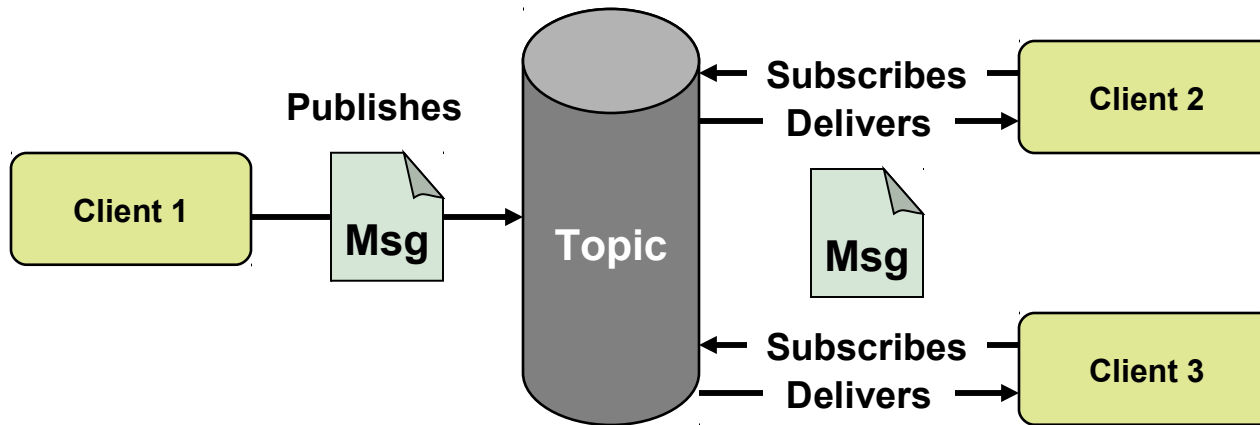 Publishes
Client 1
Msg
Topic
Subscribes
Delivers
Client 2
Msg
Subscribes
Delivers
Client 3